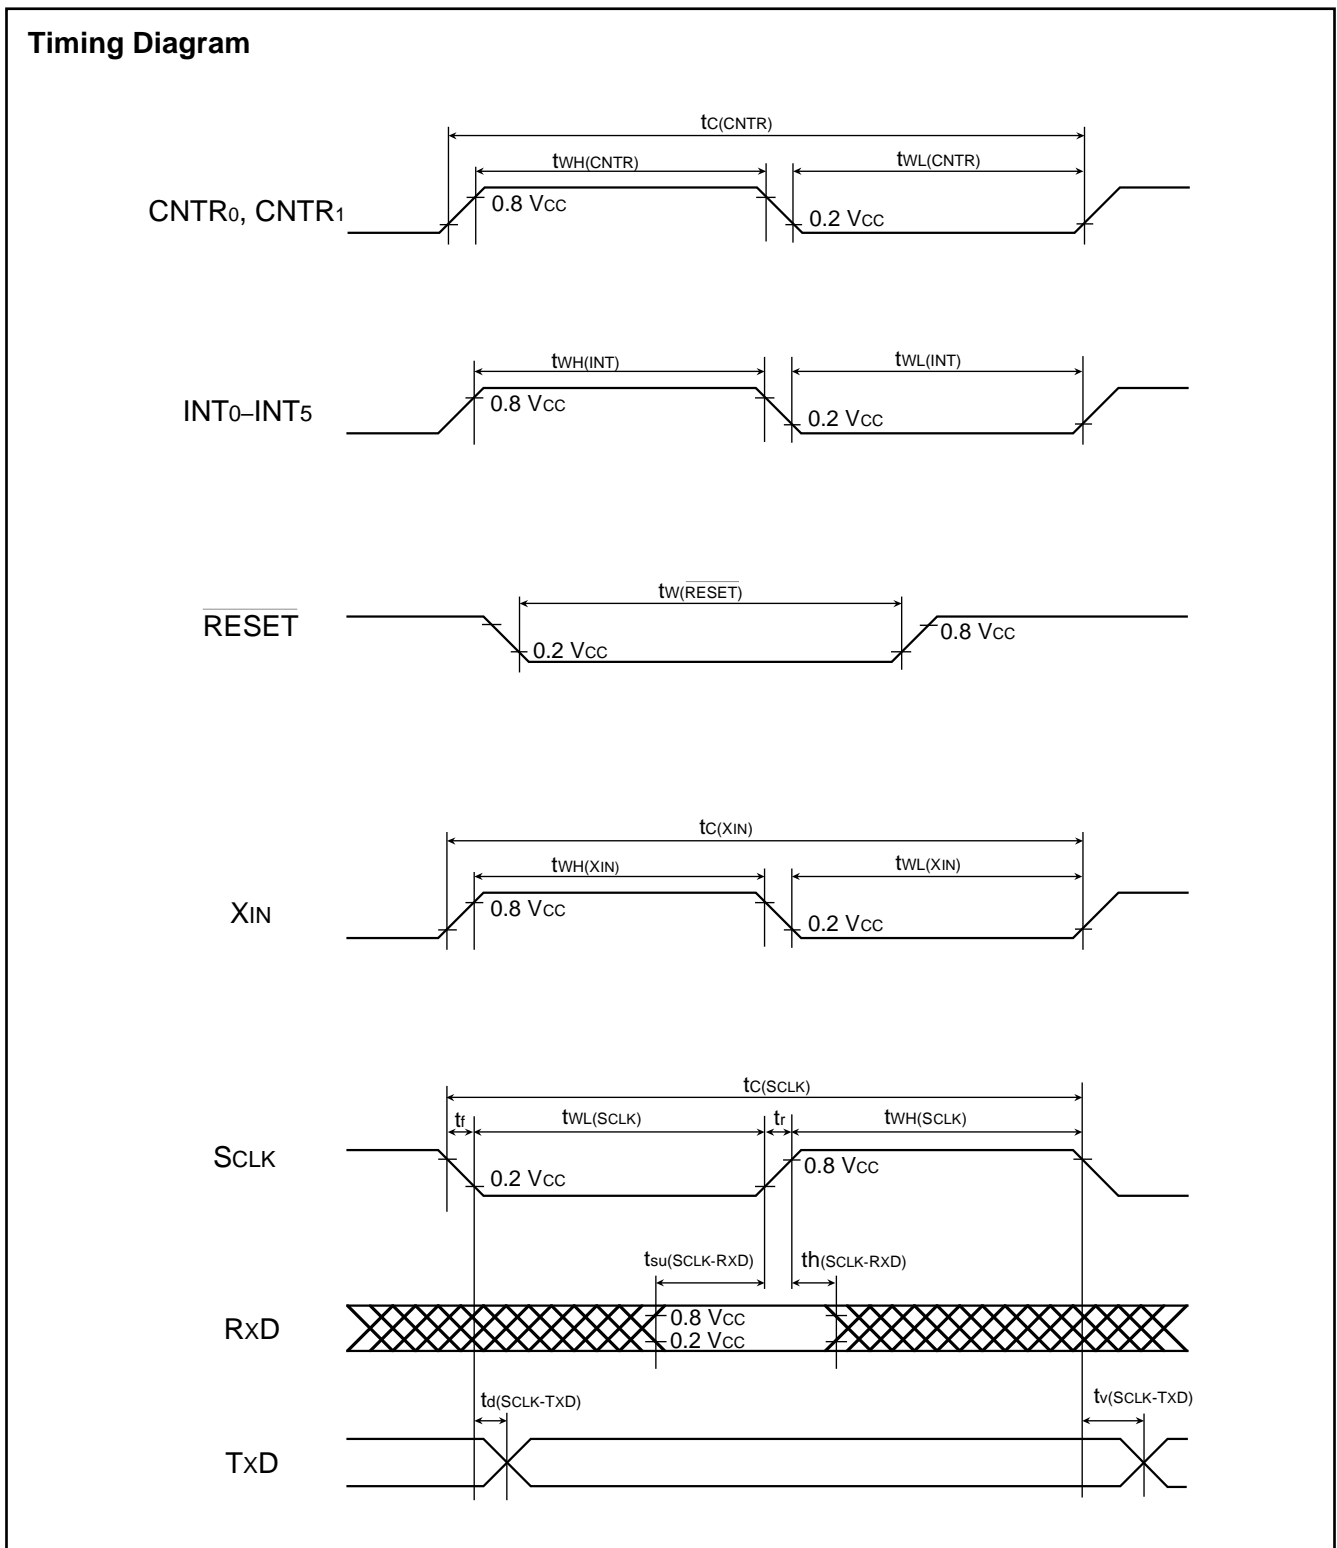 Timing Diagram
tC(CNTR)
tWH(CNTR)
tWL(CNTR)
CNTR0, CNTR1
0.8 VCC
0.2 VCC
tWH(INT)
tWL(INT)
INT0–INT5
0.8 VCC
0.2 VCC
tW(RESET)
RESET
0.2 VCC
0.8 VCC
tC(XIN)
tWH(XIN)
tWL(XIN)
XIN
0.8 VCC
0.2 VCC
tC(SCLK)
tf
tWL(SCLK)
tr
tWH(SCLK)
SCLK
0.2 VCC
0.8 VCC
tsu(SCLK-RXD)
th(SCLK-RXD)
RXD
0.8 VCC
0.2 VCC
td(SCLK-TXD)
tv(SCLK-TXD)
TXD